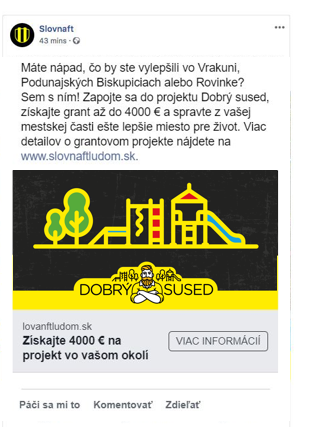 Slovnaft
43 mins ·
Máte nápad, čo by ste vylepšili vo Vrakuni,
Podunajských Biskupiciach alebo Rovinke?
Sem s ním! Zapojte sa do projektu Dobrý sused,
získajte grant až do 4000 € a spravte z vašej
mestskej časti ešte lepšie miesto pre život. Viac
detailov o grantovom projekte nájdete na
www.slovnaftludom.sk.
DOBRÝ SUSED
lovanftludom.sk
Získajte 4000 € na
projekt vo vašom okolí
VIAC INFORMÁCIÍ
Páči sa mi to Komentovať Zdieľať